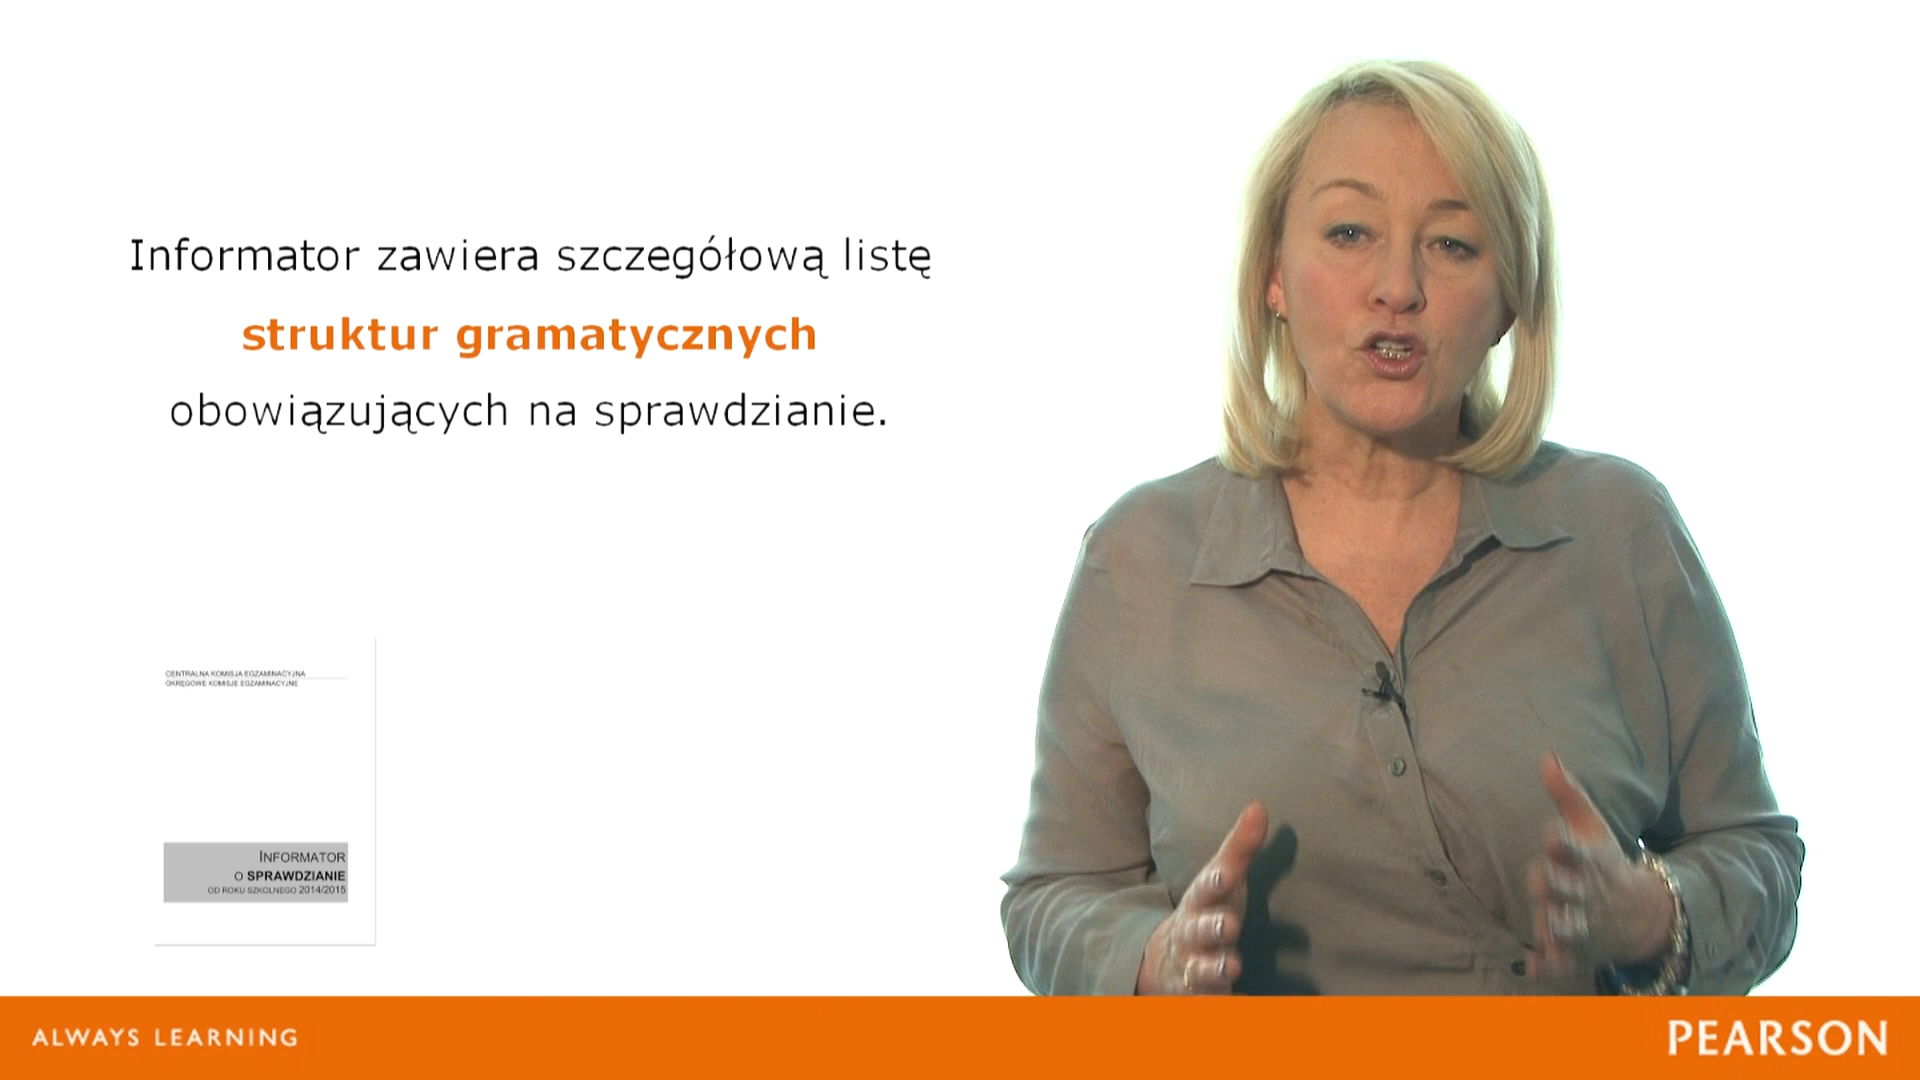 Informator zawiera szczegółową listę
struktur gramatycznych
obowiązujących na sprawdzianie.
CENTRALNA KOMISJA EGZAMINACYJNA
OKRĘGOWE KOMISJE EGZAMINACYJNE
INFORMATOR
O SPRAWDZIANIE
OD ROKU SZKOLNEGO 2014/2015
ALWAYS LEARNING
PEARSON